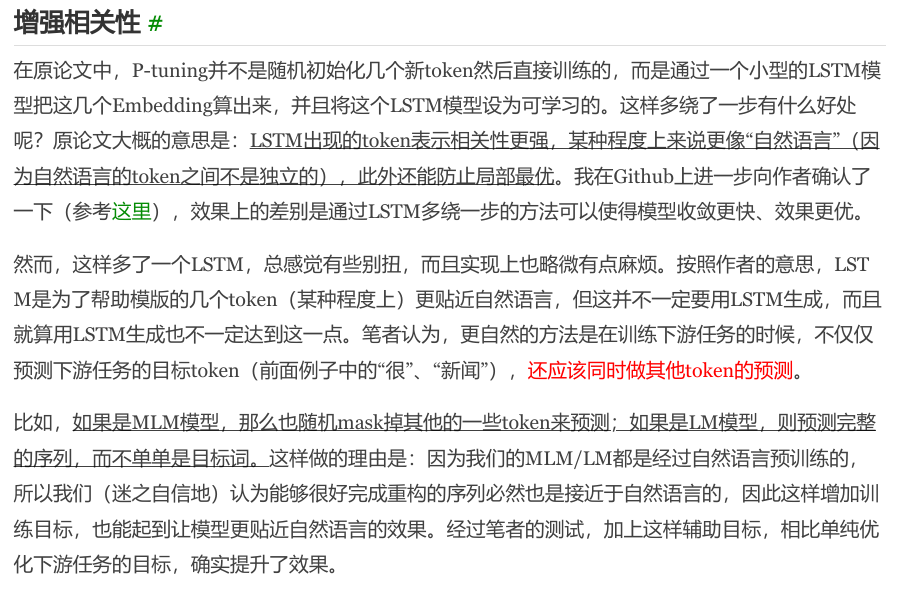 增强相关性 #
在原论文中，P-tuning并不是随机初始化几个新token然后直接训练的，而是通过一个小型的LSTM模
型把这几个Embedding算出来，并且将这个LSTM模型设为可学习的。这样多绕了一步有什么好处
呢？原论文大概的意思是：LSTM出现的token表示相关性更强，某种程度上来说更像“自然语言”（因
为自然语言的token之间不是独立的），此外还能防止局部最优。我在Github上进一步向作者确认了
一下（参考这里），效果上的差别是通过LSTM多绕一步的方法可以使得模型收敛更快、效果更优。
然而，这样多了一个LSTM，总感觉有些别扭，而且实现上也略微有点麻烦。按照作者的意思，LST
M是为了帮助模版的几个token（某种程度上）更贴近自然语言，但这并不一定要用LSTM生成，而且
就算用LSTM生成也不一定达到这一点。笔者认为，更自然的方法是在训练下游任务的时候，不仅仅
预测下游任务的目标token（前面例子中的“很”、“新闻”），还应该同时做其他token的预测。
比如，如果是MLM模型，那么也随机mask掉其他的一些token来预测；如果是LM模型，则预测完整
的序列，而不单单是目标词。这样做的理由是：因为我们的MLM/LM都是经过自然语言预训练的，
所以我们（迷之自信地）认为能够很好完成重构的序列必然也是接近于自然语言的，因此这样增加训
练目标，也能起到让模型更贴近自然语言的效果。经过笔者的测试，加上这样辅助目标，相比单纯优
化下游任务的目标，确实提升了效果。